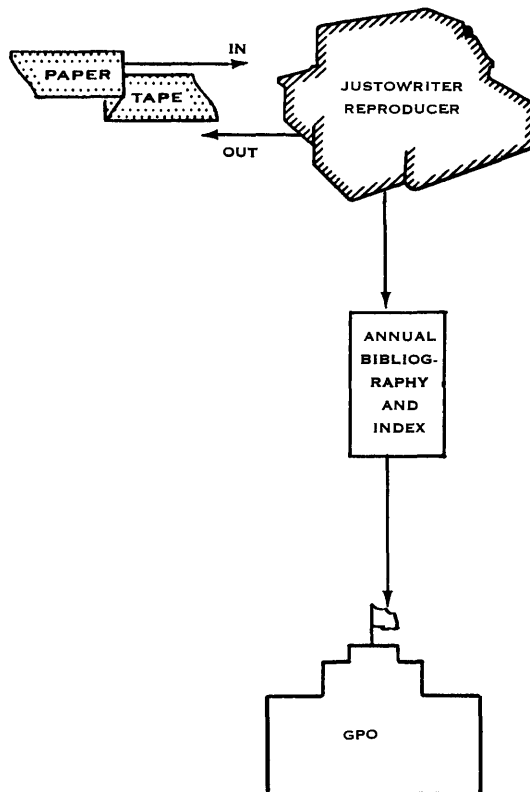 IN
PAPER
TAPE
OUT
JUSTOWRITER
REPRODUCER
ANNUAL
BIBLIOG-
RAPHY
AND
INDEX
GPO